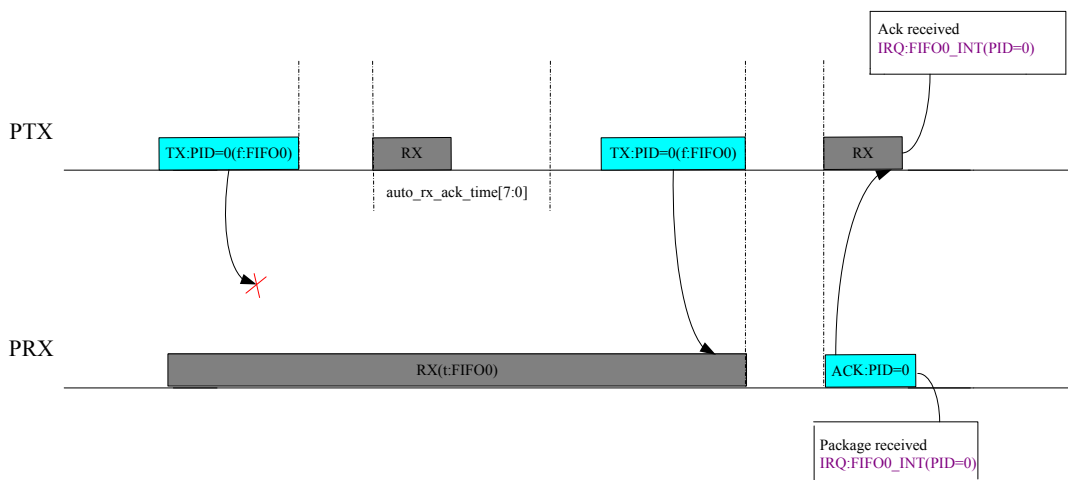 Ack received
IRQ:FIFO0_INT(PID=0)
PTX
TX:PID=0(f:FIFO0)
RX
TX:PID=0(f:FIFO0)
RX
auto_rx_ack_time[7:0]
PRX
RX(t:FIFO0)
ACK:PID=0
Package received
IRQ:FIFO0_INT(PID=0)